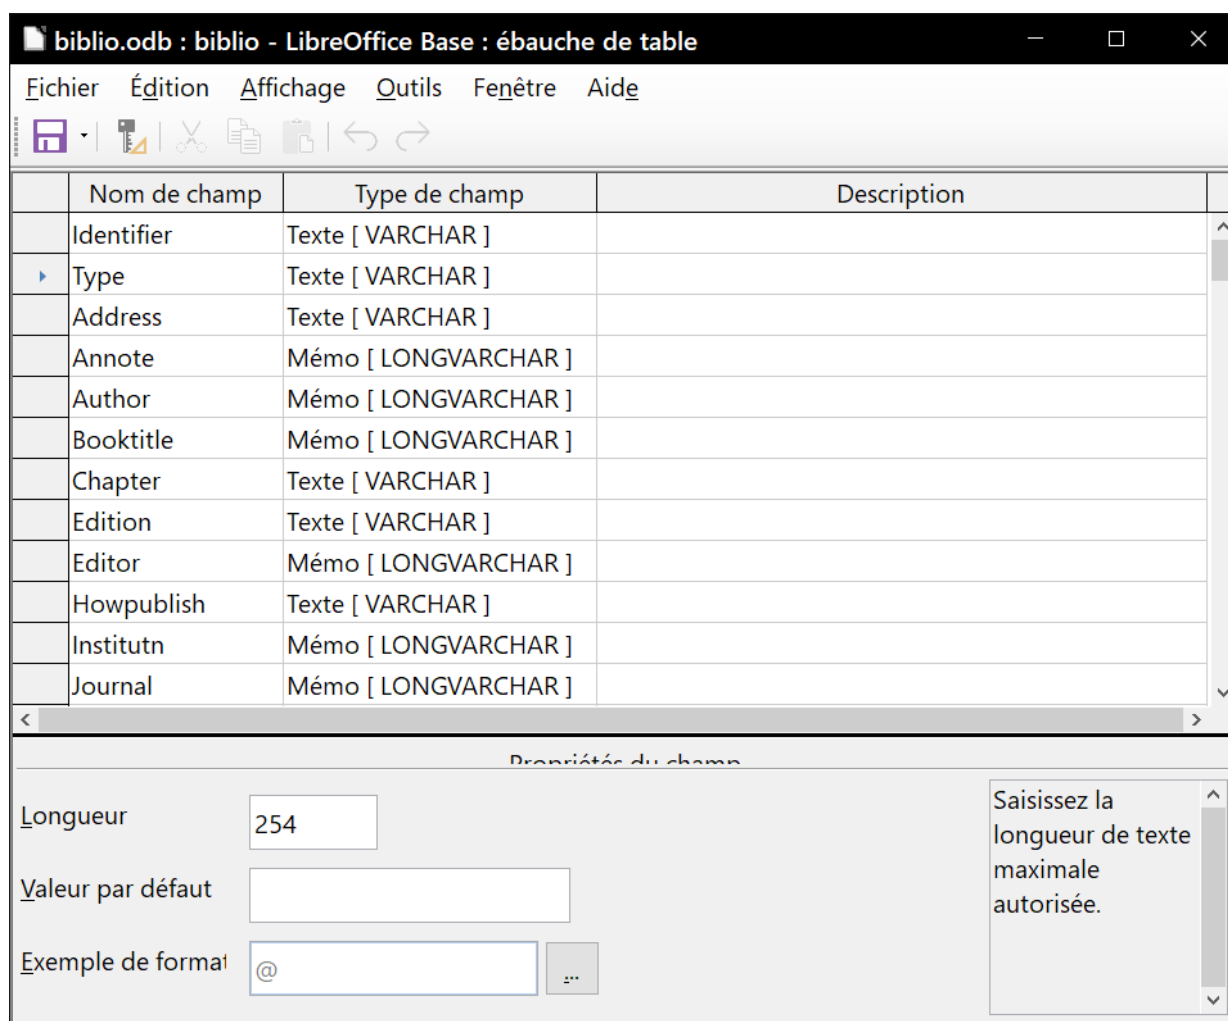 biblio.odb : biblio - LibreOffice Base : ébauche de table
Fichier Édition Affichage Outils Fenêtre Aide
Nom de champ Type de champ Description
Identifier Texte [ VARCHAR ]
Type Texte [ VARCHAR ]
Address Texte [ VARCHAR ]
Annote Mémo [ LONGVARCHAR ]
Author Mémo [ LONGVARCHAR ]
Booktitle Mémo [ LONGVARCHAR ]
Chapter Texte [ VARCHAR ]
Edition Texte [ VARCHAR ]
Editor Mémo [ LONGVARCHAR ]
Howpublish Texte [ VARCHAR ]
Institutn Mémo [ LONGVARCHAR ]
Journal Mémo [ LONGVARCHAR ]
Propriétés du champ
Longueur 254
Valeur par défaut
Exemple de format @ ...
Saisissez la
longueur de texte
maximale
autorisée.